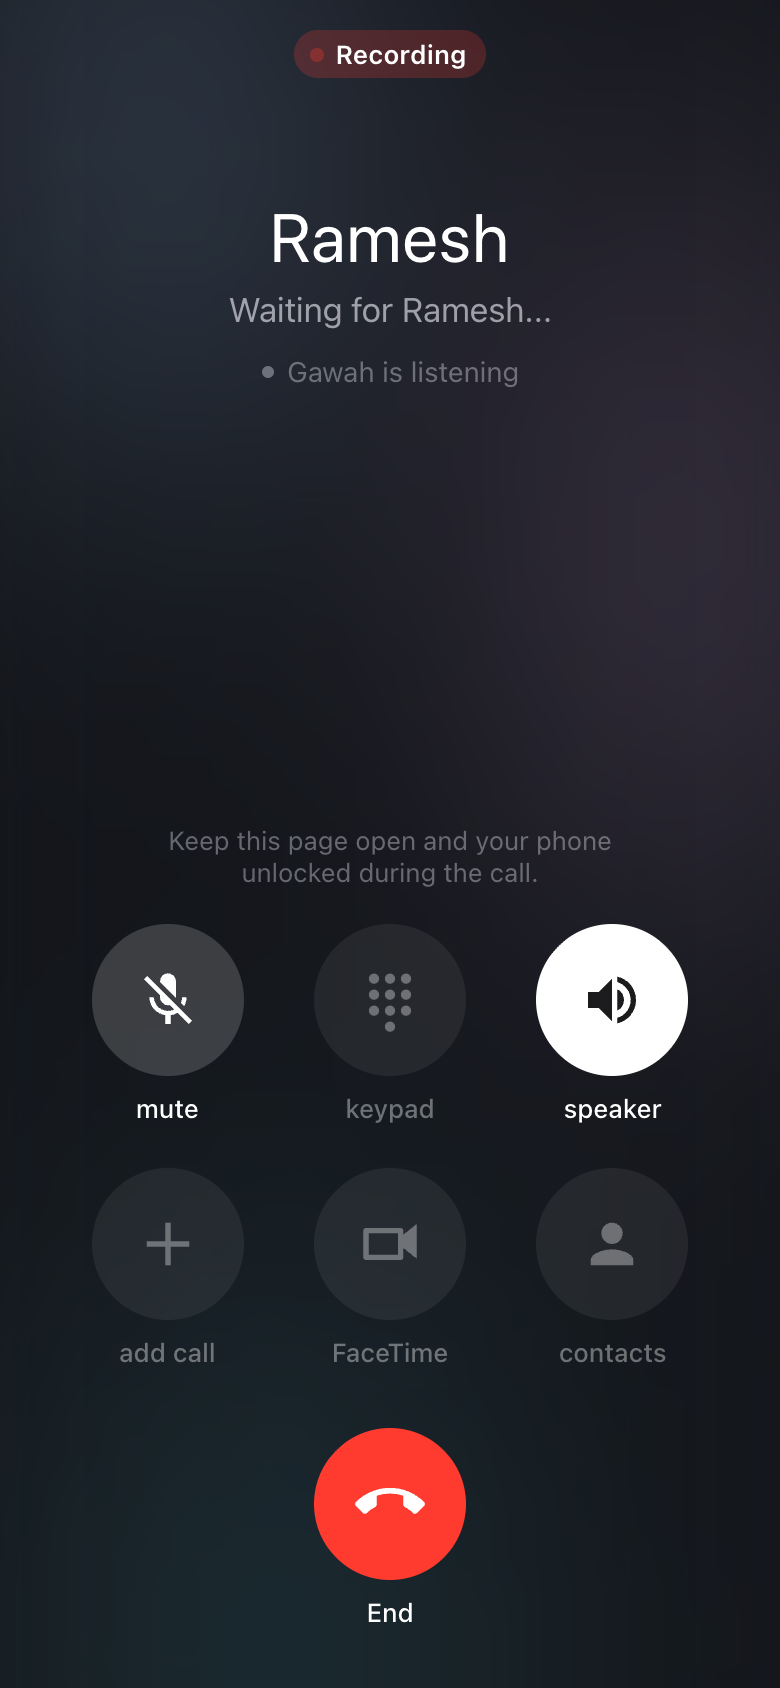 Recording
Ramesh
Waiting for Ramesh...
Gawah is listening
Keep this page open and your phone
unlocked during the call.
mute
keypad
speaker
add call
FaceTime
contacts
End